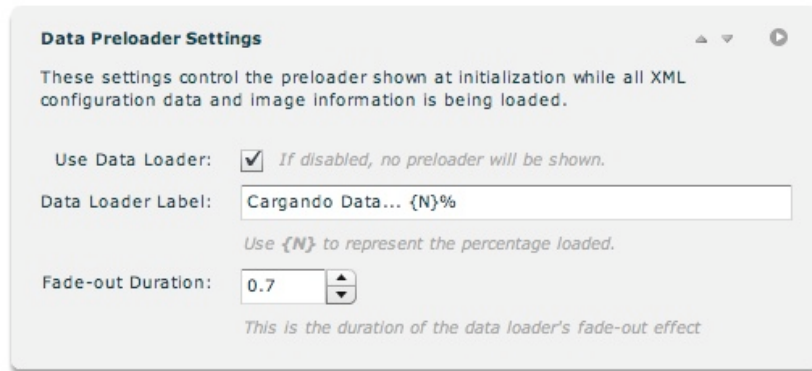 Data Preloader Settings
These settings control the preloader shown at initialization while all XML
configuration data and image information is being loaded.
Use Data Loader: If disabled, no preloader will be shown.
Data Loader Label: Cargando Data... {N}%
Use {N} to represent the percentage loaded.
Fade-out Duration: 0.7
This is the duration of the data loader's fade-out effect